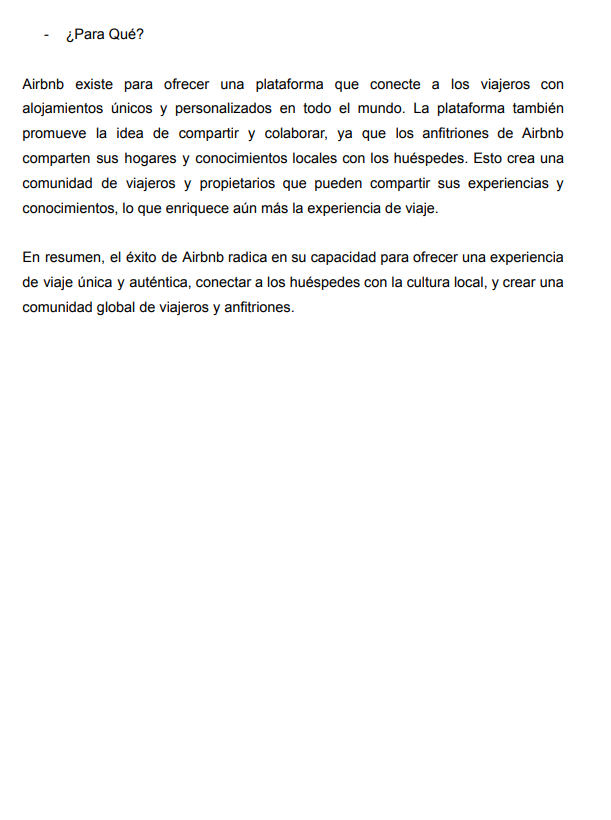 - ¿Para Qué?
Airbnb existe para ofrecer una plataforma que conecte a los viajeros con
alojamientos únicos y personalizados en todo el mundo. La plataforma también
promueve la idea de compartir y colaborar, ya que los anfitriones de Airbnb
comparten sus hogares y conocimientos locales con los huéspedes. Esto crea una
comunidad de viajeros y propietarios que pueden compartir sus experiencias y
conocimientos, lo que enriquece aún más la experiencia de viaje.
En resumen, el éxito de Airbnb radica en su capacidad para ofrecer una experiencia
de viaje única y auténtica, conectar a los huéspedes con la cultura local, y crear una
comunidad global de viajeros y anfitriones.